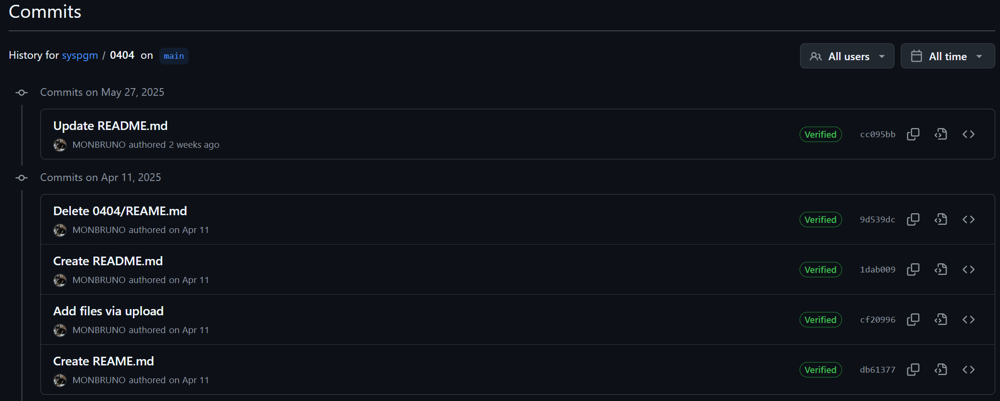 Commits
History for syspgm / 0404 on main
All users
All time
Commits on May 27, 2025
Update README.md
MONBRUNO authored 2 weeks ago
Verified
cc095bb
Commits on Apr 11, 2025
Delete 0404/REAME.md
MONBRUNO authored on Apr 11
Verified
9d539dc
Create README.md
MONBRUNO authored on Apr 11
Verified
1dab009
Add files via upload
MONBRUNO authored on Apr 11
Verified
cf20996
Create REAME.md
MONBRUNO authored on Apr 11
Verified
db61377